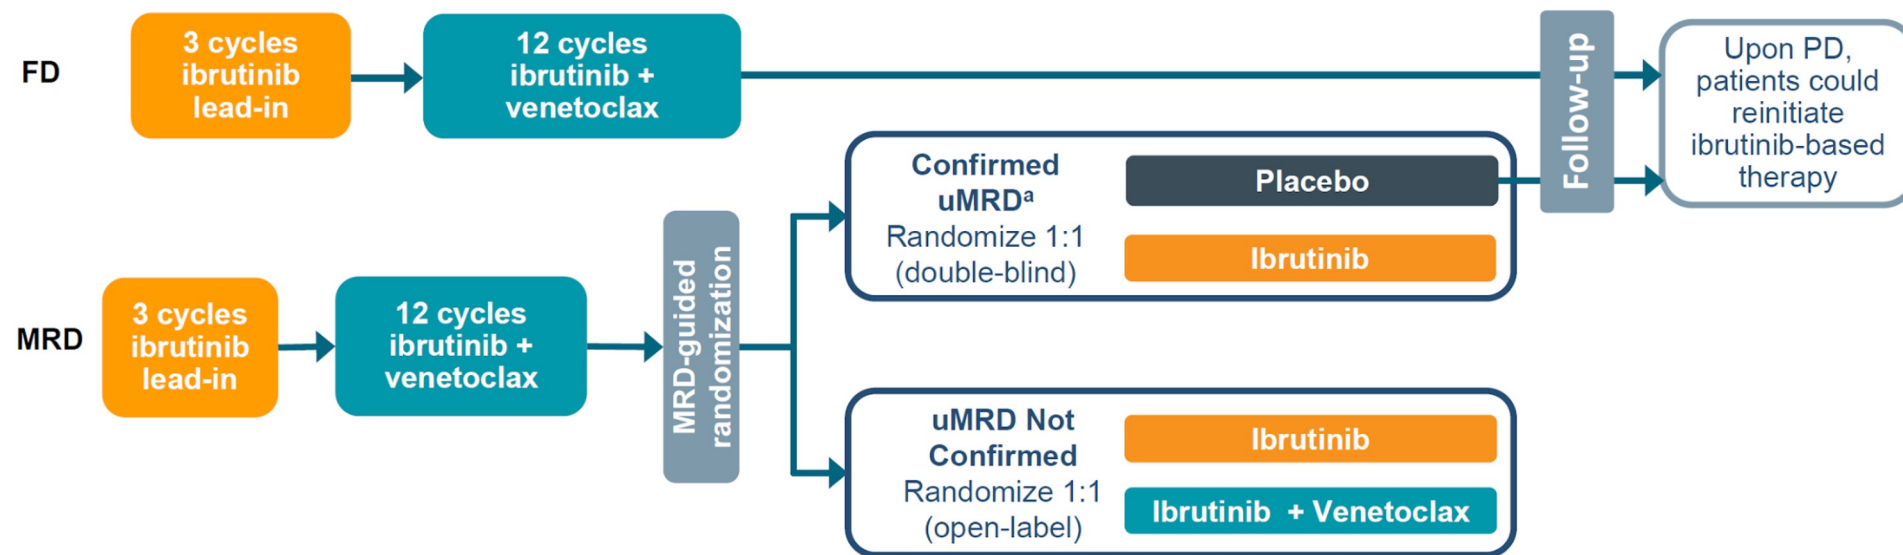 FD
3 cycles
ibrutinib
lead-in
12 cycles
ibrutinib +
venetoclax
Follow-up
Upon PD,
patients could
reinitiate
ibrutinib-based
therapy
MRD
3 cycles
ibrutinib
lead-in
12 cycles
ibrutinib +
venetoclax
MRD-guided
randomization
Confirmed
uMRDᵃ
Randomize 1:1
(double-blind)
Placebo
Ibrutinib
uMRD Not
Confirmed
Randomize 1:1
(open-label)
Ibrutinib
Ibrutinib + Venetoclax